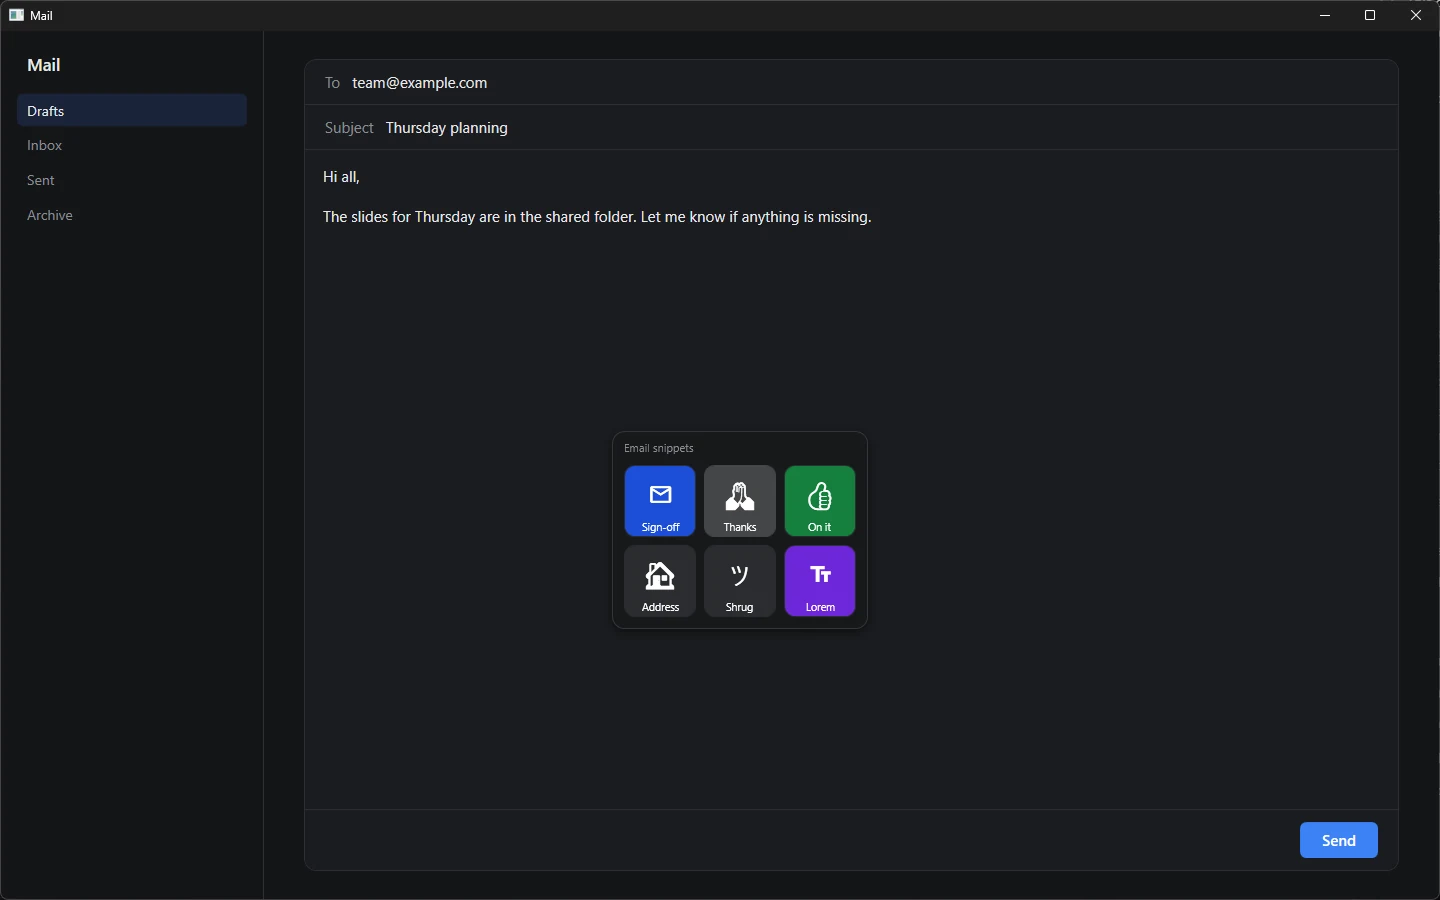 Mail
Mail
Drafts
Inbox
Sent
Archive
To team@example.com
Subject Thursday planning
Hi all,
The slides for Thursday are in the shared folder. Let me know if anything is missing.
Email snippets
Sign-off
Thanks
On it
Address
ツ
Shrug
Tт
Lorem
Send